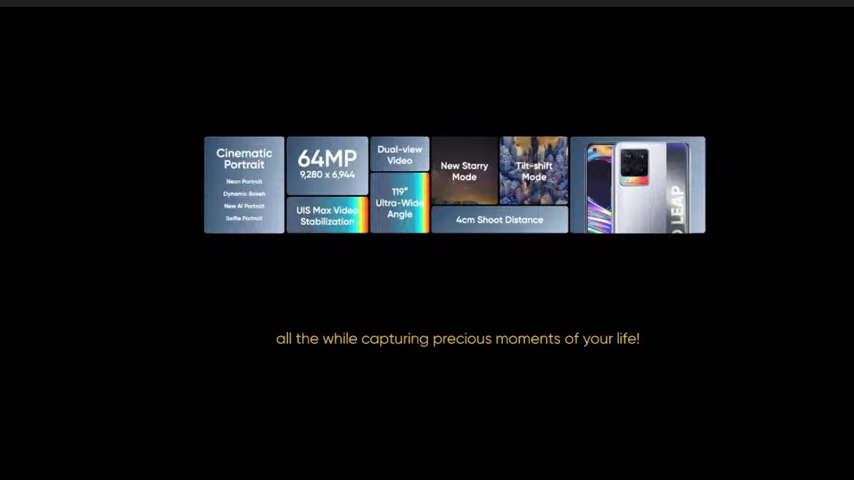 Cinematic
Portrait
Neon Portrait
Dynamic Bokeh
New AI Portrait
Selfie Portrait
64MP
9,280 x 6,944
UIS Max Video
Stabilization
Dual-view
Video
119°
Ultra-Wide
Angle
New Starry
Mode
Tilt-shift
Mode
4cm Shoot Distance
LEAP
all the while capturing precious moments of your life!